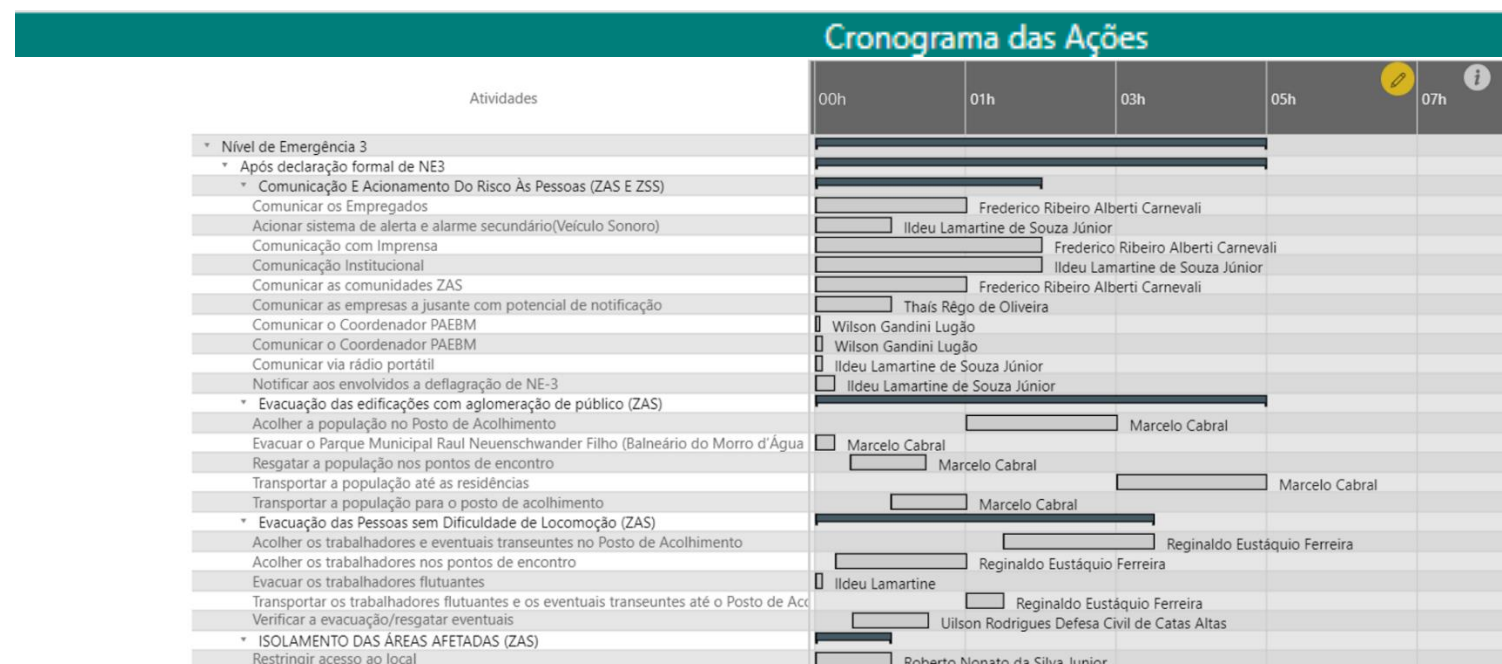 Cronograma das Ações
Atividades 00h 01h 03h 05h 07h
Nível de Emergência 3
Após declaração formal de NE3
Comunicação E Acionamento Do Risco Às Pessoas (ZAS E ZSS)
Comunicar os Empregados Frederico Ribeiro Alberti Carnevali
Acionar sistema de alerta e alarme secundário(Veículo Sonoro) Ildeu Lamartine de Souza Júnior
Comunicação com Imprensa Frederico Ribeiro Alberti Carnevali
Comunicação Institucional Ildeu Lamartine de Souza Júnior
Comunicar as comunidades ZAS Frederico Ribeiro Alberti Carnevali
Comunicar as empresas a jusante com potencial de notificação Thaís Rêgo de Oliveira
Comunicar o Coordenador PAEBM Wilson Gandini Lugão
Comunicar o Coordenador PAEBM Wilson Gandini Lugão
Comunicar via rádio portátil Ildeu Lamartine de Souza Júnior
Notificar aos envolvidos a deflagração de NE-3 Ildeu Lamartine de Souza Júnior
Evacuação das edificações com aglomeração de público (ZAS)
Acolher a população no Posto de Acolhimento Marcelo Cabral
Evacuar o Parque Municipal Raul Neuenschwander Filho (Balneário do Morro d'Água Marcelo Cabral
Resgatar a população nos pontos de encontro Marcelo Cabral
Transportar a população até as residências Marcelo Cabral
Transportar a população para o posto de acolhimento Marcelo Cabral
Evacuação das Pessoas sem Dificuldade de Locomoção (ZAS)
Acolher os trabalhadores e eventuais transeuntes no Posto de Acolhimento Reginaldo Eustáquio Ferreira
Acolher os trabalhadores nos pontos de encontro Reginaldo Eustáquio Ferreira
Evacuar os trabalhadores flutuantes Ildeu Lamartine
Transportar os trabalhadores flutuantes e os eventuais transeuntes até o Posto de Acc Reginaldo Eustáquio Ferreira
Verificar a evacuação/resgatar eventuais Uilson Rodrigues Defesa Civil de Catas Altas
ISOLAMENTO DAS ÁREAS AFETADAS (ZAS)
Restringir acesso ao local Roberto Nonato da Silva Junior